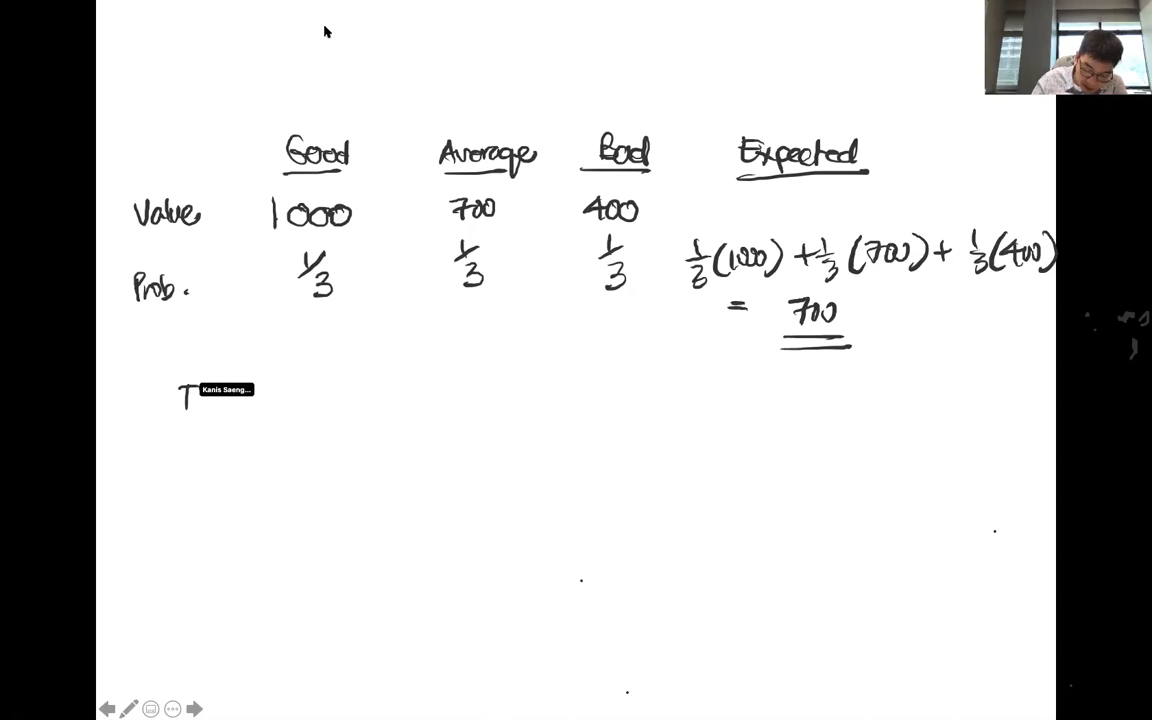 Good Average Bad Expected
Value 1000 700 400
Prob. 1/3 1/3 1/3 1/3(1000) + 1/3(700) + 1/3(400)
= 700
T Kanis Saeng...